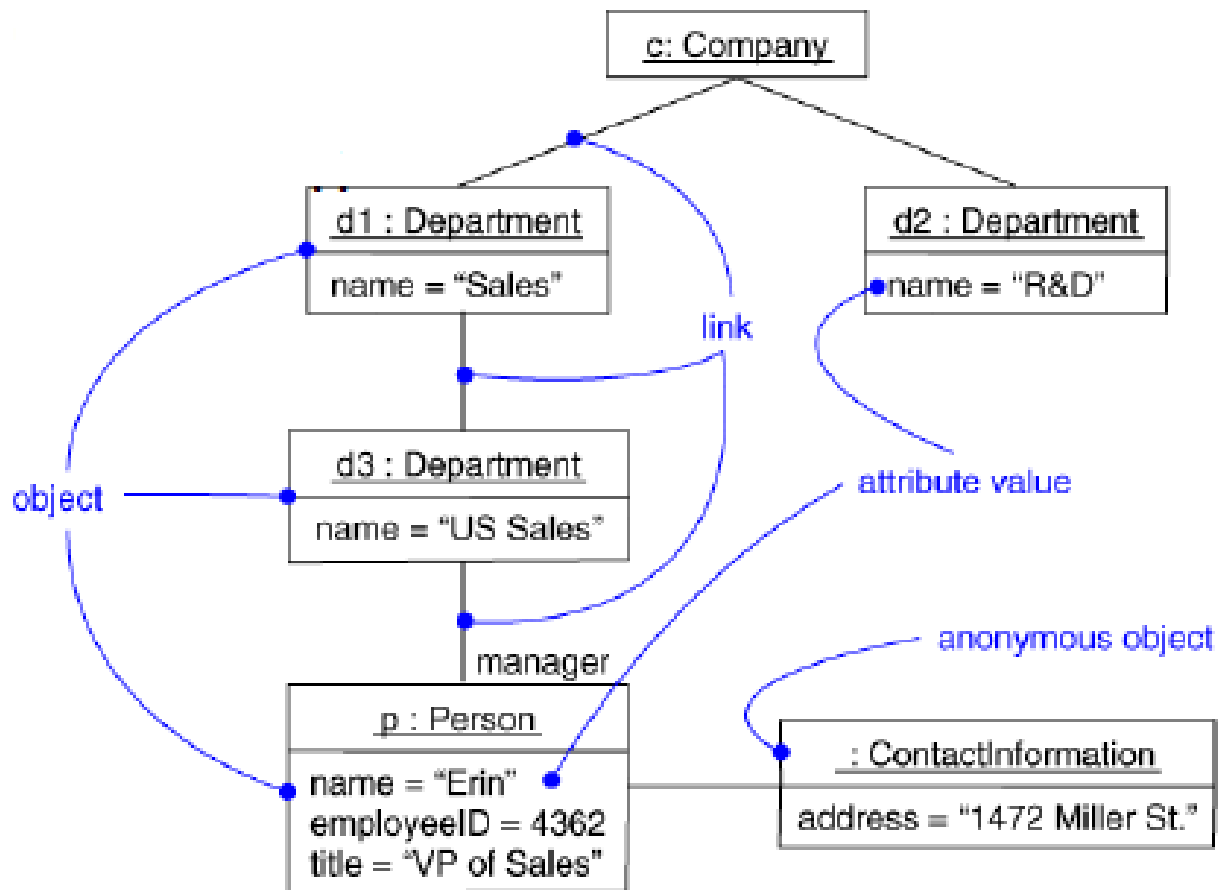 c: Company
d1 : Department
name = “Sales”
d2 : Department
name = “R&D”
link
d3 : Department
name = “US Sales”
object
attribute value
anonymous object
manager
p : Person
name = “Erin”
employeeID = 4362
title = “VP of Sales”
: ContactInformation
address = “1472 Miller St.”